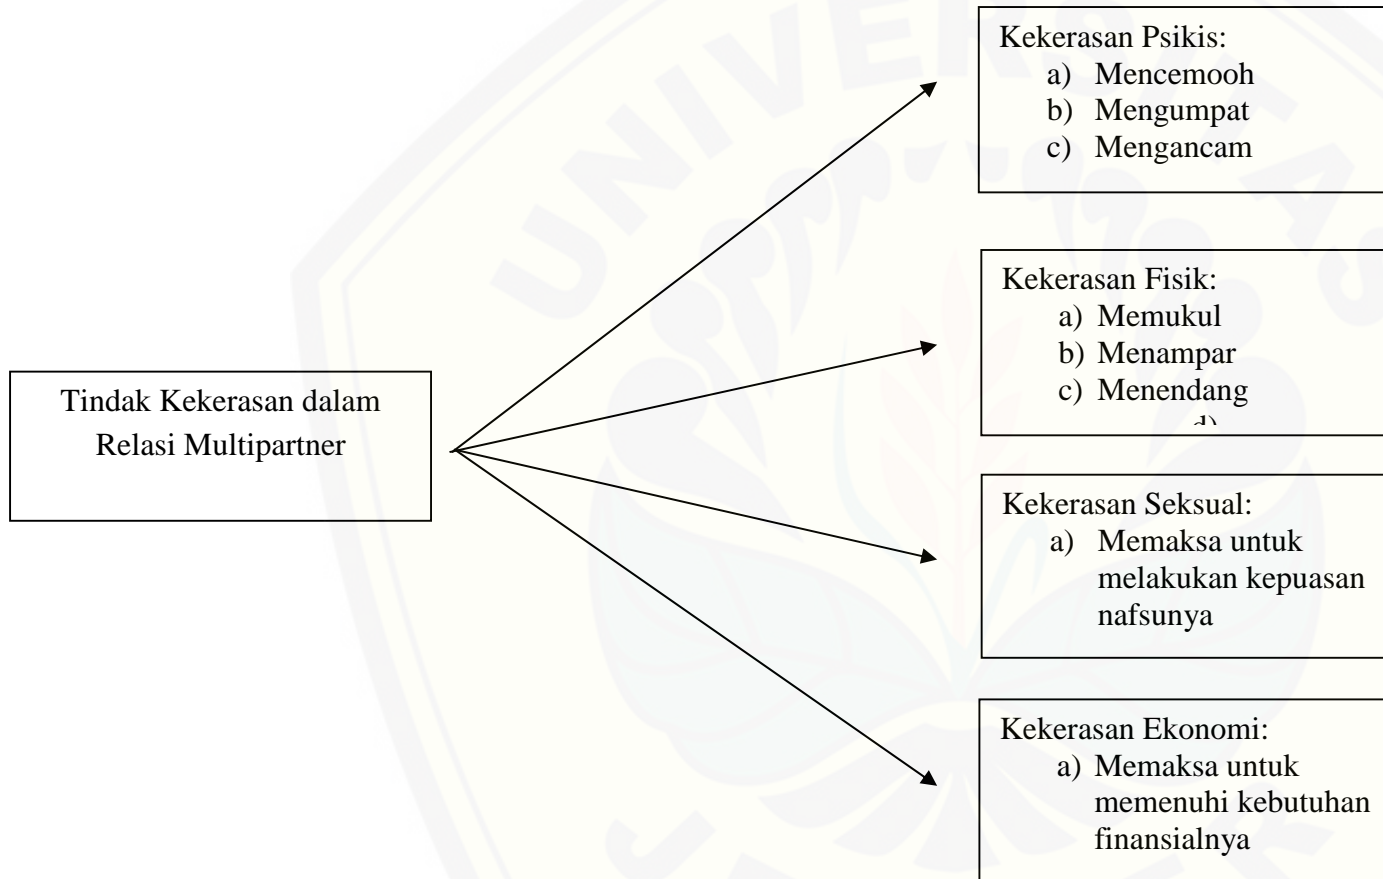 Kekerasan Psikis:
a) Mencemooh
b) Mengumpat
c) Mengancam
Kekerasan Fisik:
a) Memukul
b) Menampar
c) Menendang
d)
Tindak Kekerasan dalam
Relasi Multipartner
Kekerasan Seksual:
a) Memaksa untuk
melakukan kepuasan
nafsunya
Kekerasan Ekonomi:
a) Memaksa untuk
memenuhi kebutuhan
finansialnya
UNIVERSITAS